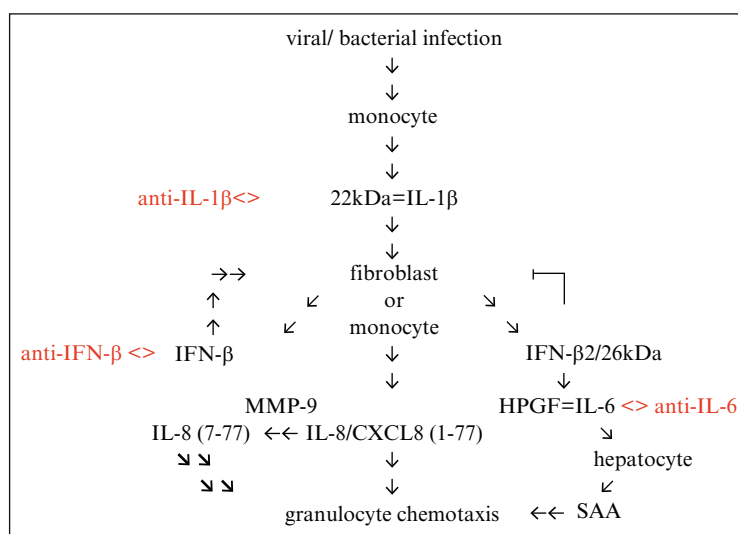 viral/ bacterial infection
monocyte
anti-IL-1β<> 22kDa=IL-1β
fibroblast
or
monocyte
anti-IFN-β <> IFN-β IFN-β2/26kDa
MMP-9 HPGF=IL-6 <> anti-IL-6
IL-8 (7-77) IL-8/CXCL8 (1-77)
hepatocyte
granulocyte chemotaxis SAA